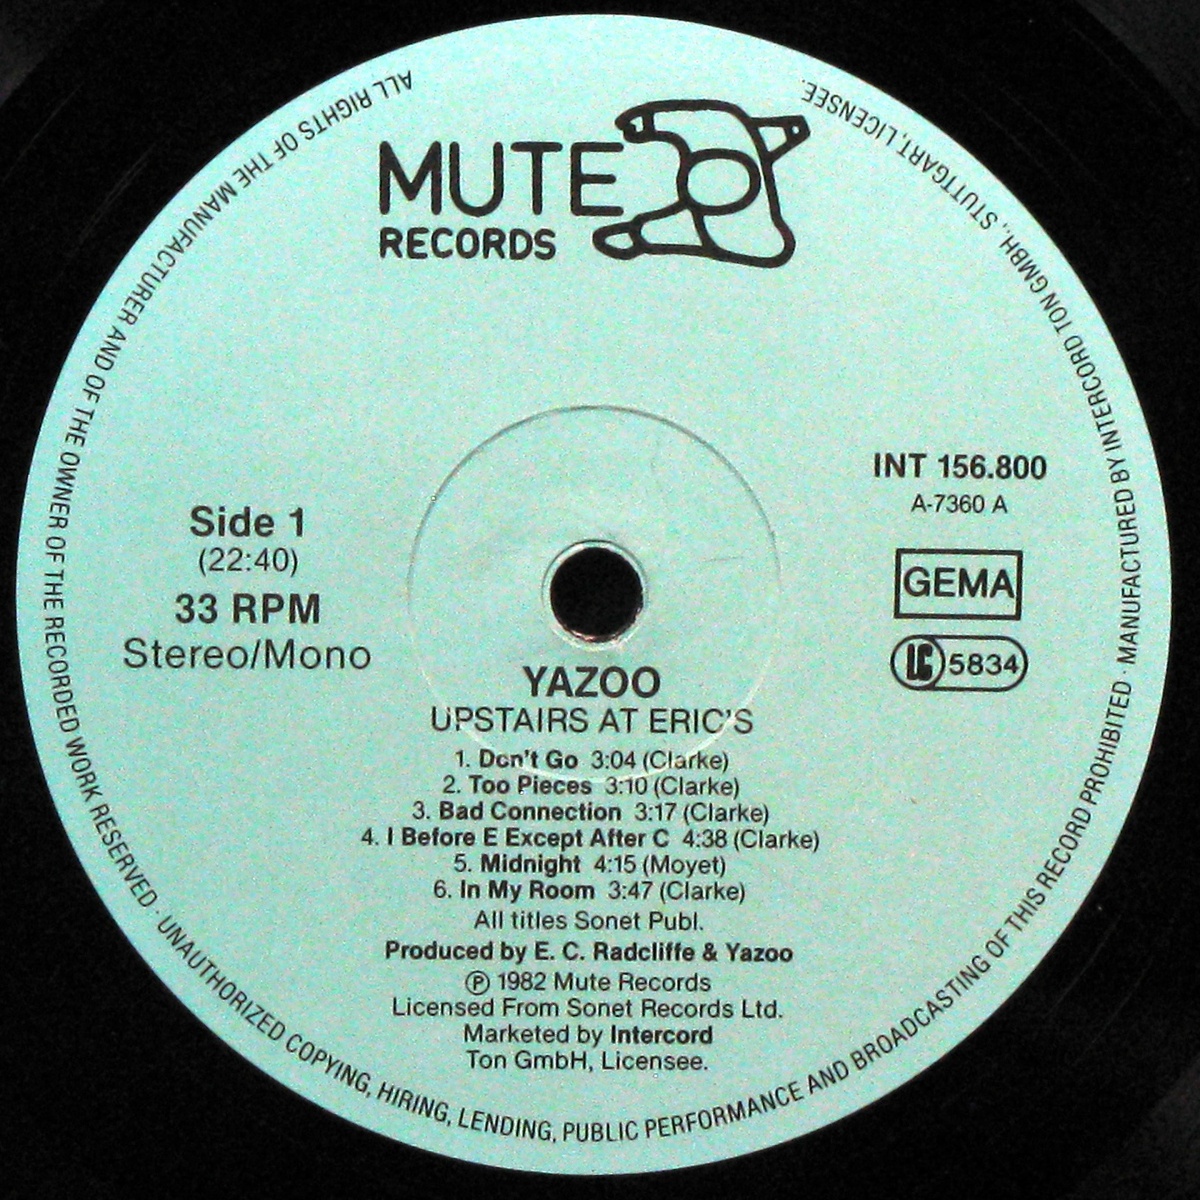 MUTE
RECORDS
INT 156.800
A-7360 A
GEMA
LC 5834
Side 1
(22:40)
33 RPM
Stereo/Mono
YAZOO
UPSTAIRS AT ERIC'S
1. Don't Go 3:04 (Clarke)
2. Too Pieces 3:10 (Clarke)
3. Bad Connection 3:17 (Clarke)
4. I Before E Except After C 4:38 (Clarke)
5. Midnight 4:15 (Moyet)
6. In My Room 3:47 (Clarke)
All titles Sonet Publ.
Produced by E. C. Radcliffe & Yazoo
Ⓟ 1982 Mute Records
Licensed From Sonet Records Ltd.
Marketed by Intercord
Ton GmbH, Licensee.
ALL RIGHTS OF THE MANUFACTURER AND OF THE OWNER OF THE RECORDED WORK RESERVED · UNAUTHORIZED COPYING, HIRING, LENDING, PUBLIC PERFORMANCE AND BROADCASTING OF THIS RECORD PROHIBITED · MANUFACTURED BY INTERCORD TON GMBH., STUTTGART, LICENSEE.